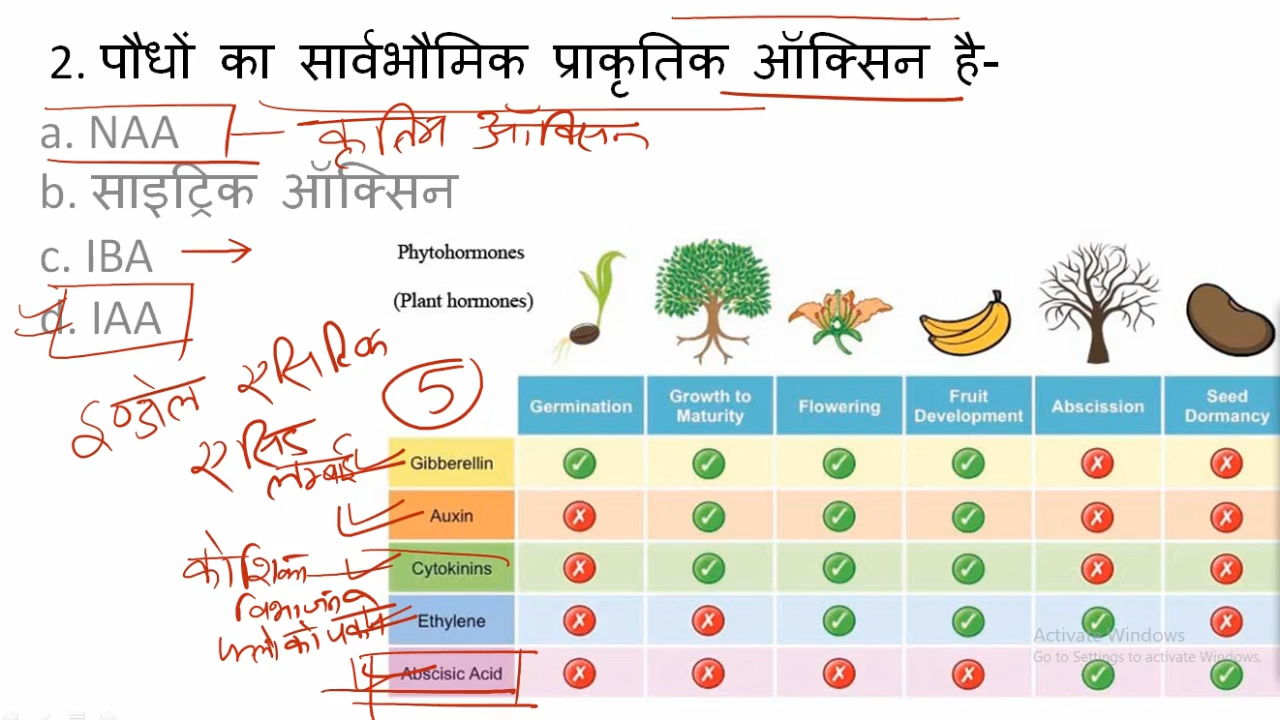 2. पौधों का सार्वभौमिक प्राकृतिक ऑक्सिन है-
a. NAA
कृत्रिम ऑक्सिन
b. साइट्रिक ऑक्सिन
c. IBA
d. IAA
इण्डोल एसिटिक
एसिड
5
Phytohormones
(Plant hormones)
Germination Growth to Maturity Flowering Fruit Development Abscission Seed Dormancy
लम्बाई Gibberellin
Auxin
कोशिका Cytokinins
विभाजन
फलो को पकाने Ethylene
Abscisic Acid
Activate Windows
Go to Settings to activate Windows.